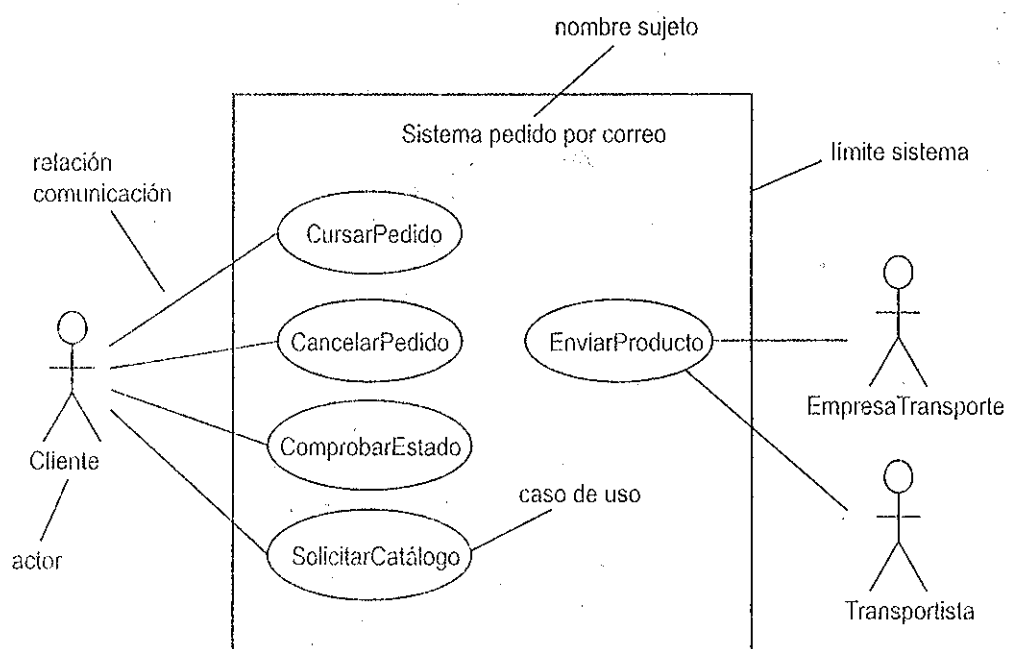 nombre sujeto
Sistema pedido por correo
límite sistema
relación
comunicación
CursarPedido
CancelarPedido
EnviarProducto
EmpresaTransporte
ComprobarEstado
Cliente
caso de uso
SolicitarCatálogo
actor
Transportista